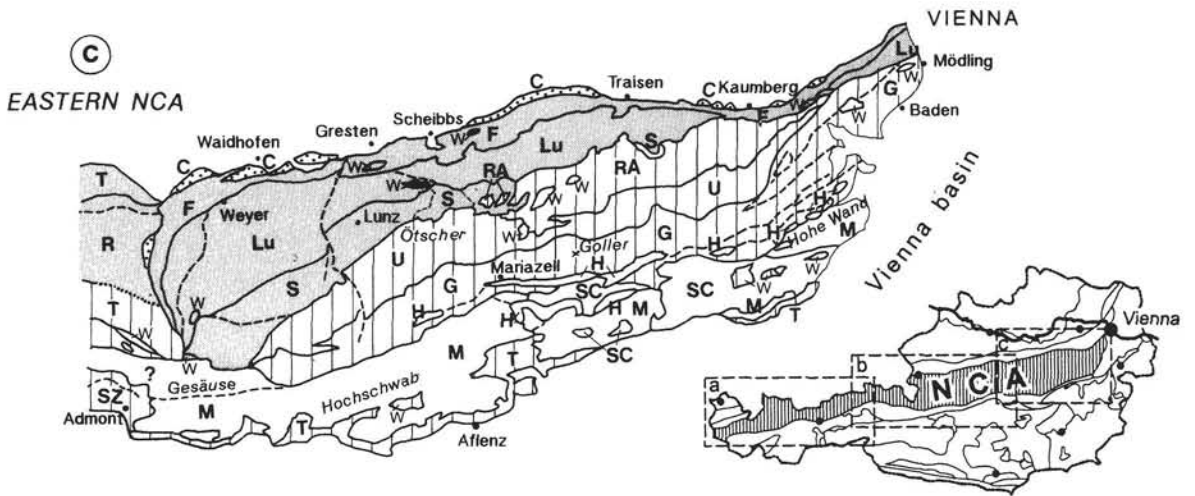 C
EASTERN NCA
VIENNA
Lu
W
Mödling
G
Baden
W
C Kaumberg
W
F
Traisen
C
Scheibbs
Gresten
Waidhofen
C
C
W
F
Lu
S
RA
RA
W
W
W
T
F
Weyer
Lu
S
Lunz
Ötscher
W
U
H
Hohe Wand
M
R
S
U
W
G
Goller
H
H
H
Mariazell
SC
SC
W
W
M
T
G
H
H
H
M
SC
T
W
W
W
?
Gesäuse
M
T
SZ
Admont
M
Hochschwab
T
W
Aflenz
Vienna basin
Vienna
a
b
c
N C A